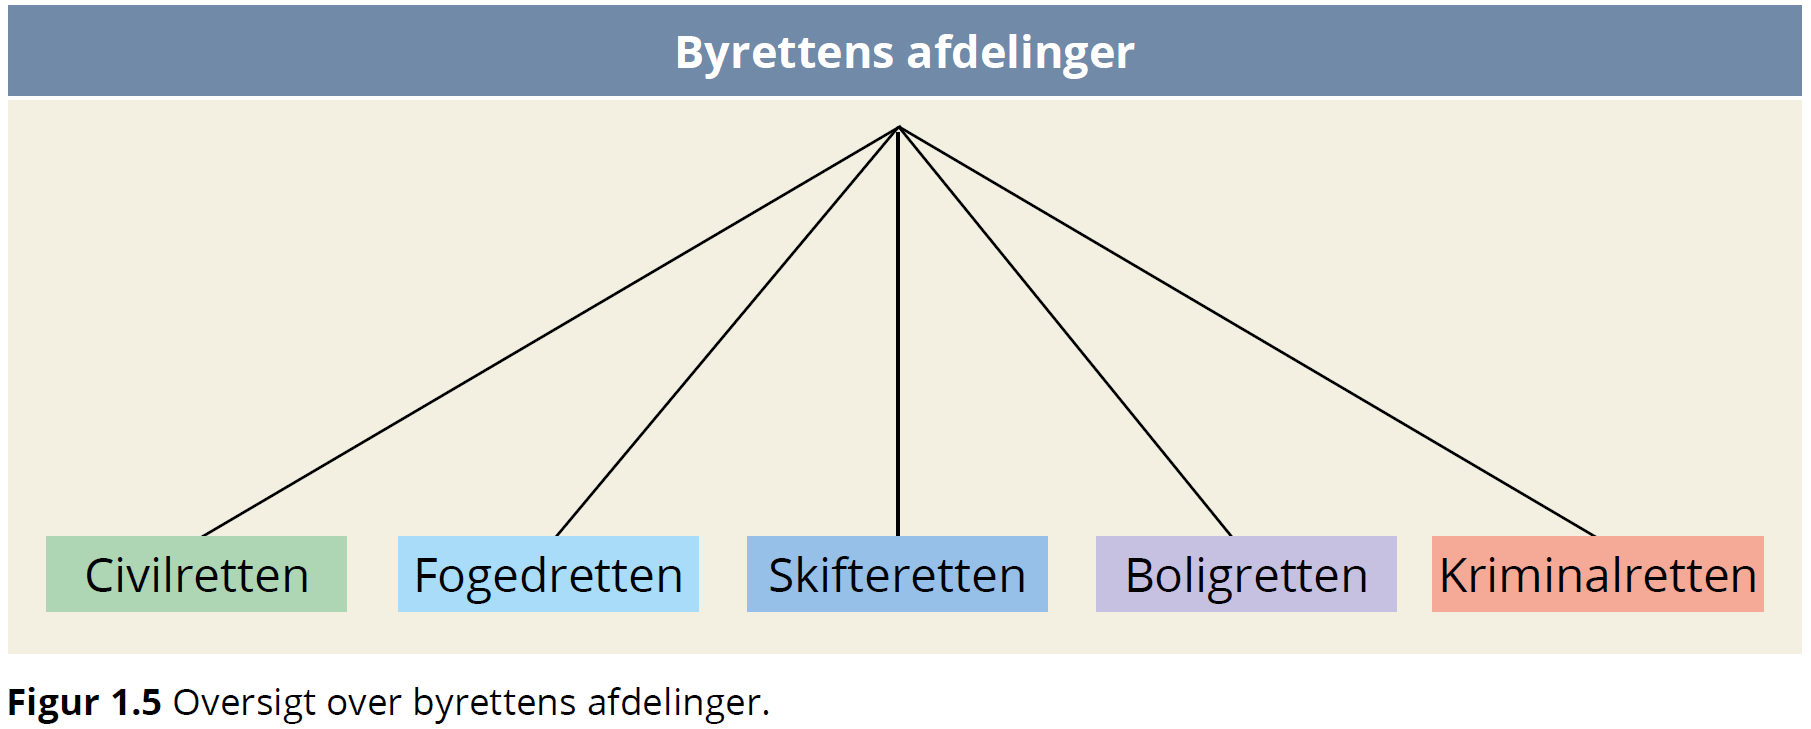 Byrettens afdelinger
Civilretten
Fogedretten
Skifteretten
Boligretten
Kriminalretten
Figur 1.5 Oversigt over byrettens afdelinger.